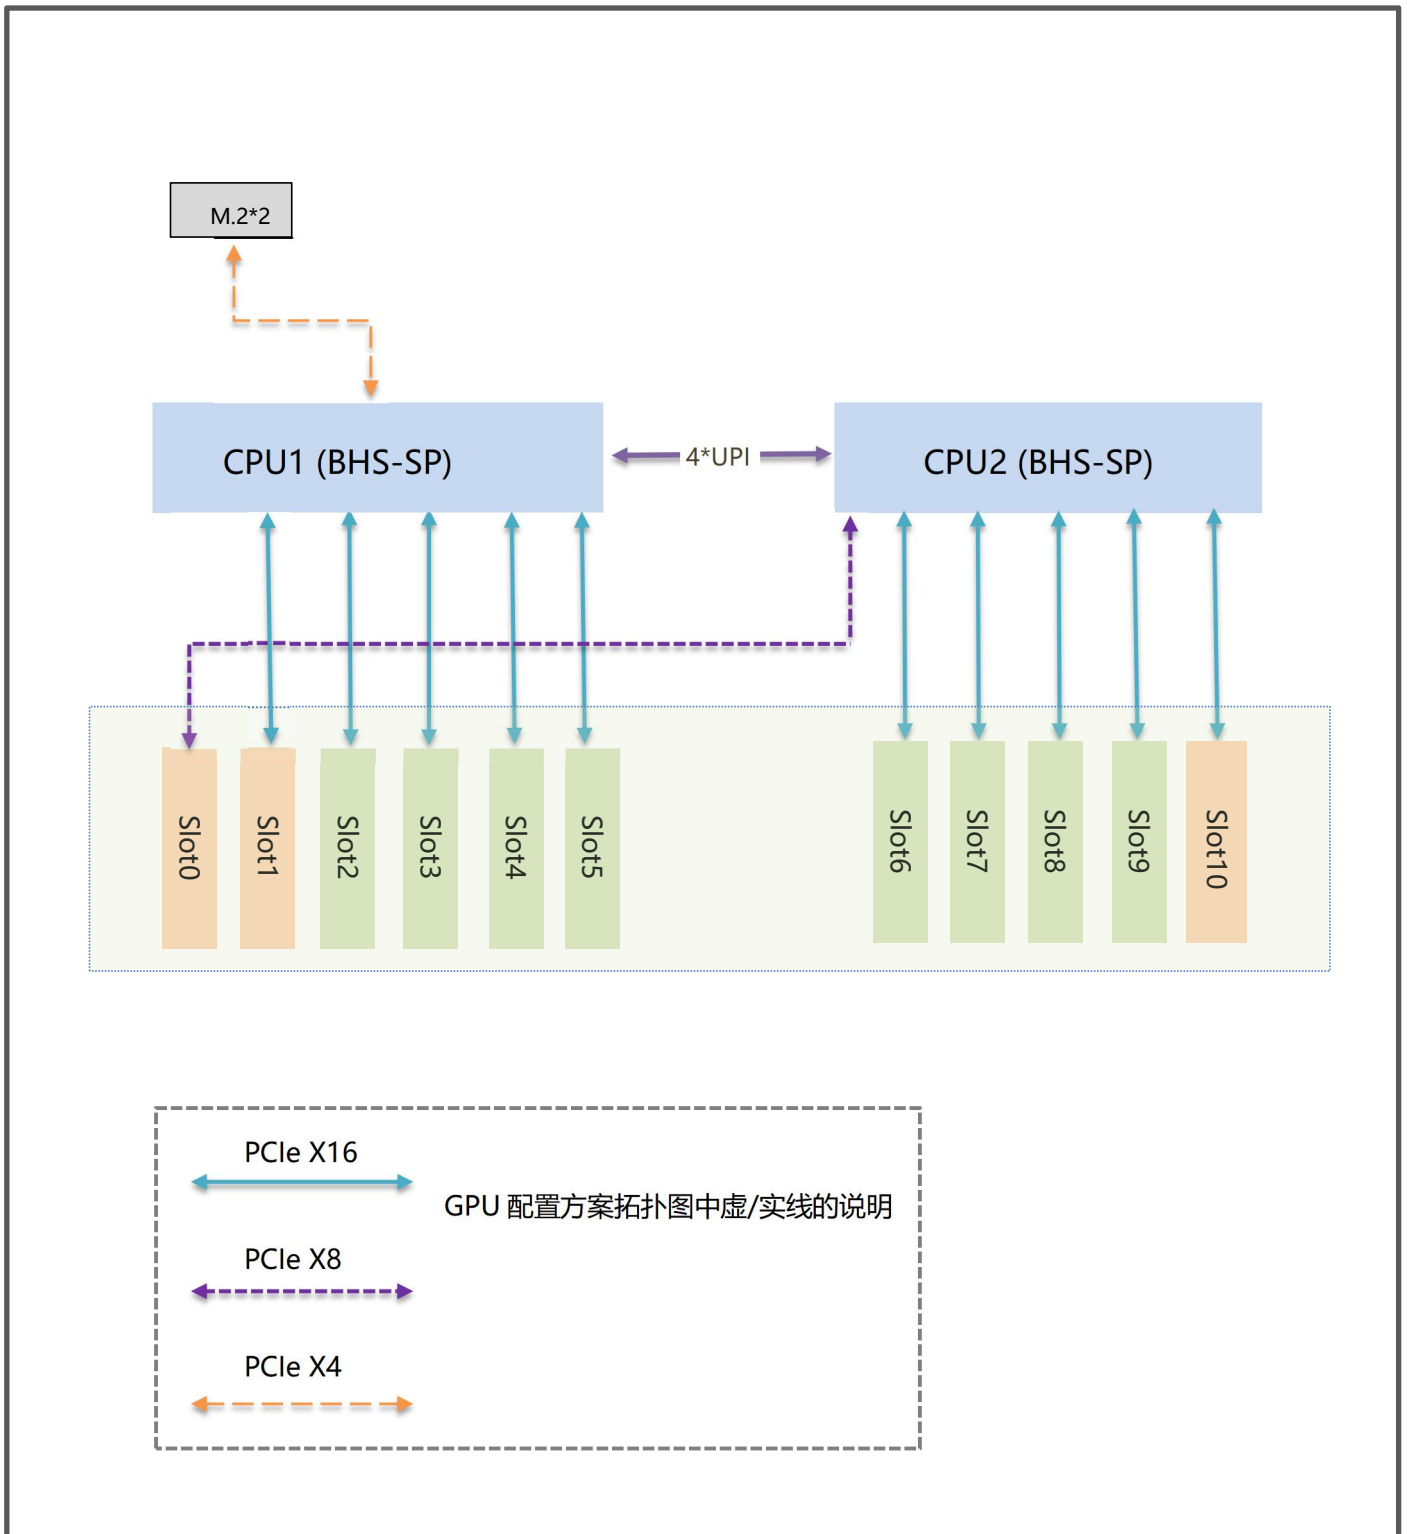 M.2*2
CPU1 (BHS-SP)
4*UPI
CPU2 (BHS-SP)
Slot0
Slot1
Slot2
Slot3
Slot4
Slot5
Slot6
Slot7
Slot8
Slot9
Slot10
PCIe X16
GPU 配置方案拓扑图中虚/实线的说明
PCIe X8
PCIe X4